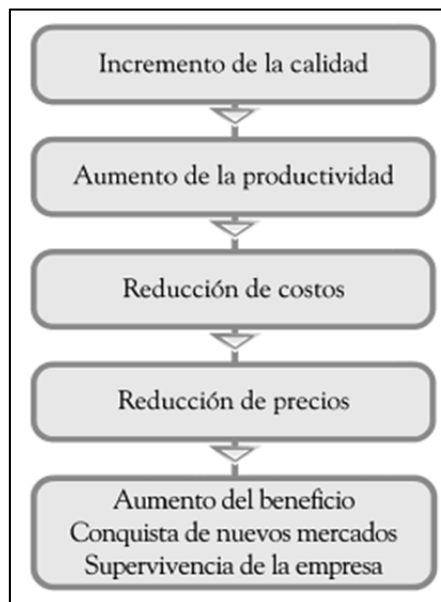 Incremento de la calidad
Aumento de la productividad
Reducción de costos
Reducción de precios
Aumento del beneficio
Conquista de nuevos mercados
Supervivencia de la empresa